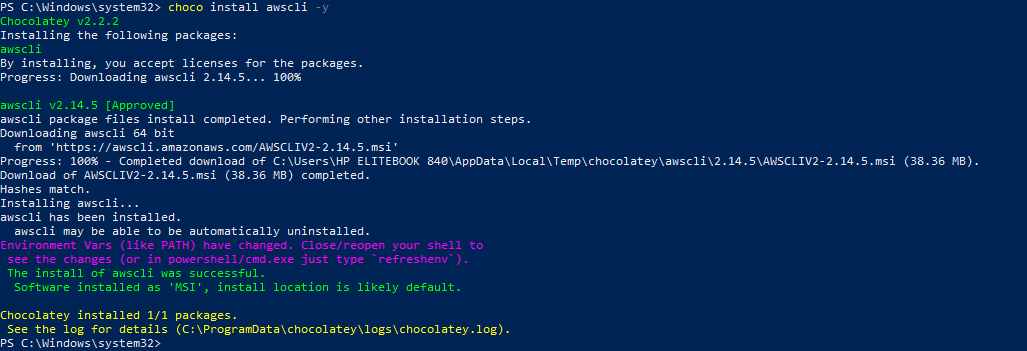 PS C:\Windows\system32> choco install awscli -y
Chocolatey v2.2.2
Installing the following packages:
awscli
By installing, you accept licenses for the packages.
Progress: Downloading awscli 2.14.5... 100%

awscli v2.14.5 [Approved]
awscli package files install completed. Performing other installation steps.
Downloading awscli 64 bit
  from 'https://awscli.amazonaws.com/AWSCLIV2-2.14.5.msi'
Progress: 100% - Completed download of C:\Users\HP ELITEBOOK 840\AppData\Local\Temp\chocolatey\awscli\2.14.5\AWSCLIV2-2.14.5.msi (38.36 MB).
Download of AWSCLIV2-2.14.5.msi (38.36 MB) completed.
Hashes match.
Installing awscli...
awscli has been installed.
  awscli may be able to be automatically uninstalled.
Environment Vars (like PATH) have changed. Close/reopen your shell to
 see the changes (or in powershell/cmd.exe just type `refreshenv`).
 The install of awscli was successful.
  Software installed as 'MSI', install location is likely default.

Chocolatey installed 1/1 packages.
 See the log for details (C:\ProgramData\chocolatey\logs\chocolatey.log).
PS C:\Windows\system32>